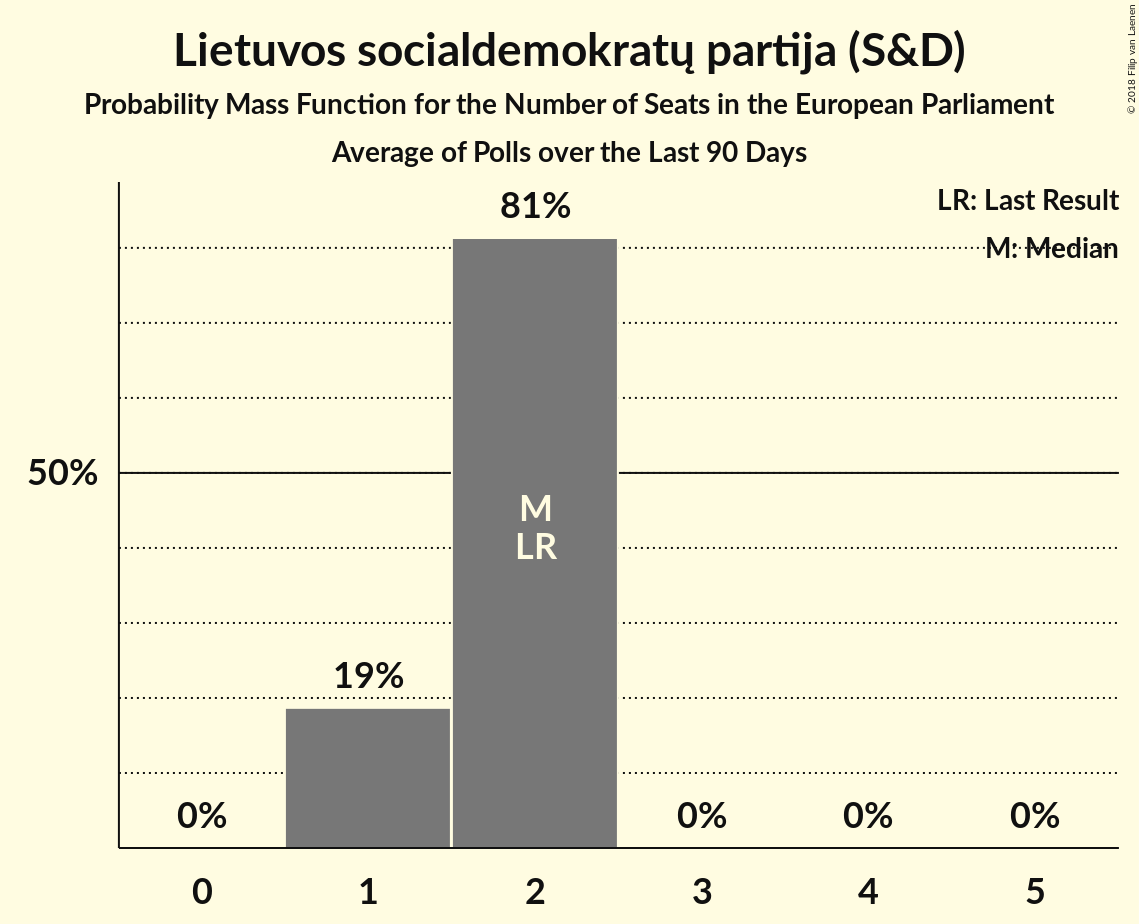 Lietuvos socialdemokratų partija (S&D)
Probability Mass Function for the Number of Seats in the European Parliament
Average of Polls over the Last 90 Days
© 2018 Filip van Laenen
LR: Last Result
M: Median
81%
50%
M
LR
19%
0%
0%
0%
0%
0
1
2
3
4
5